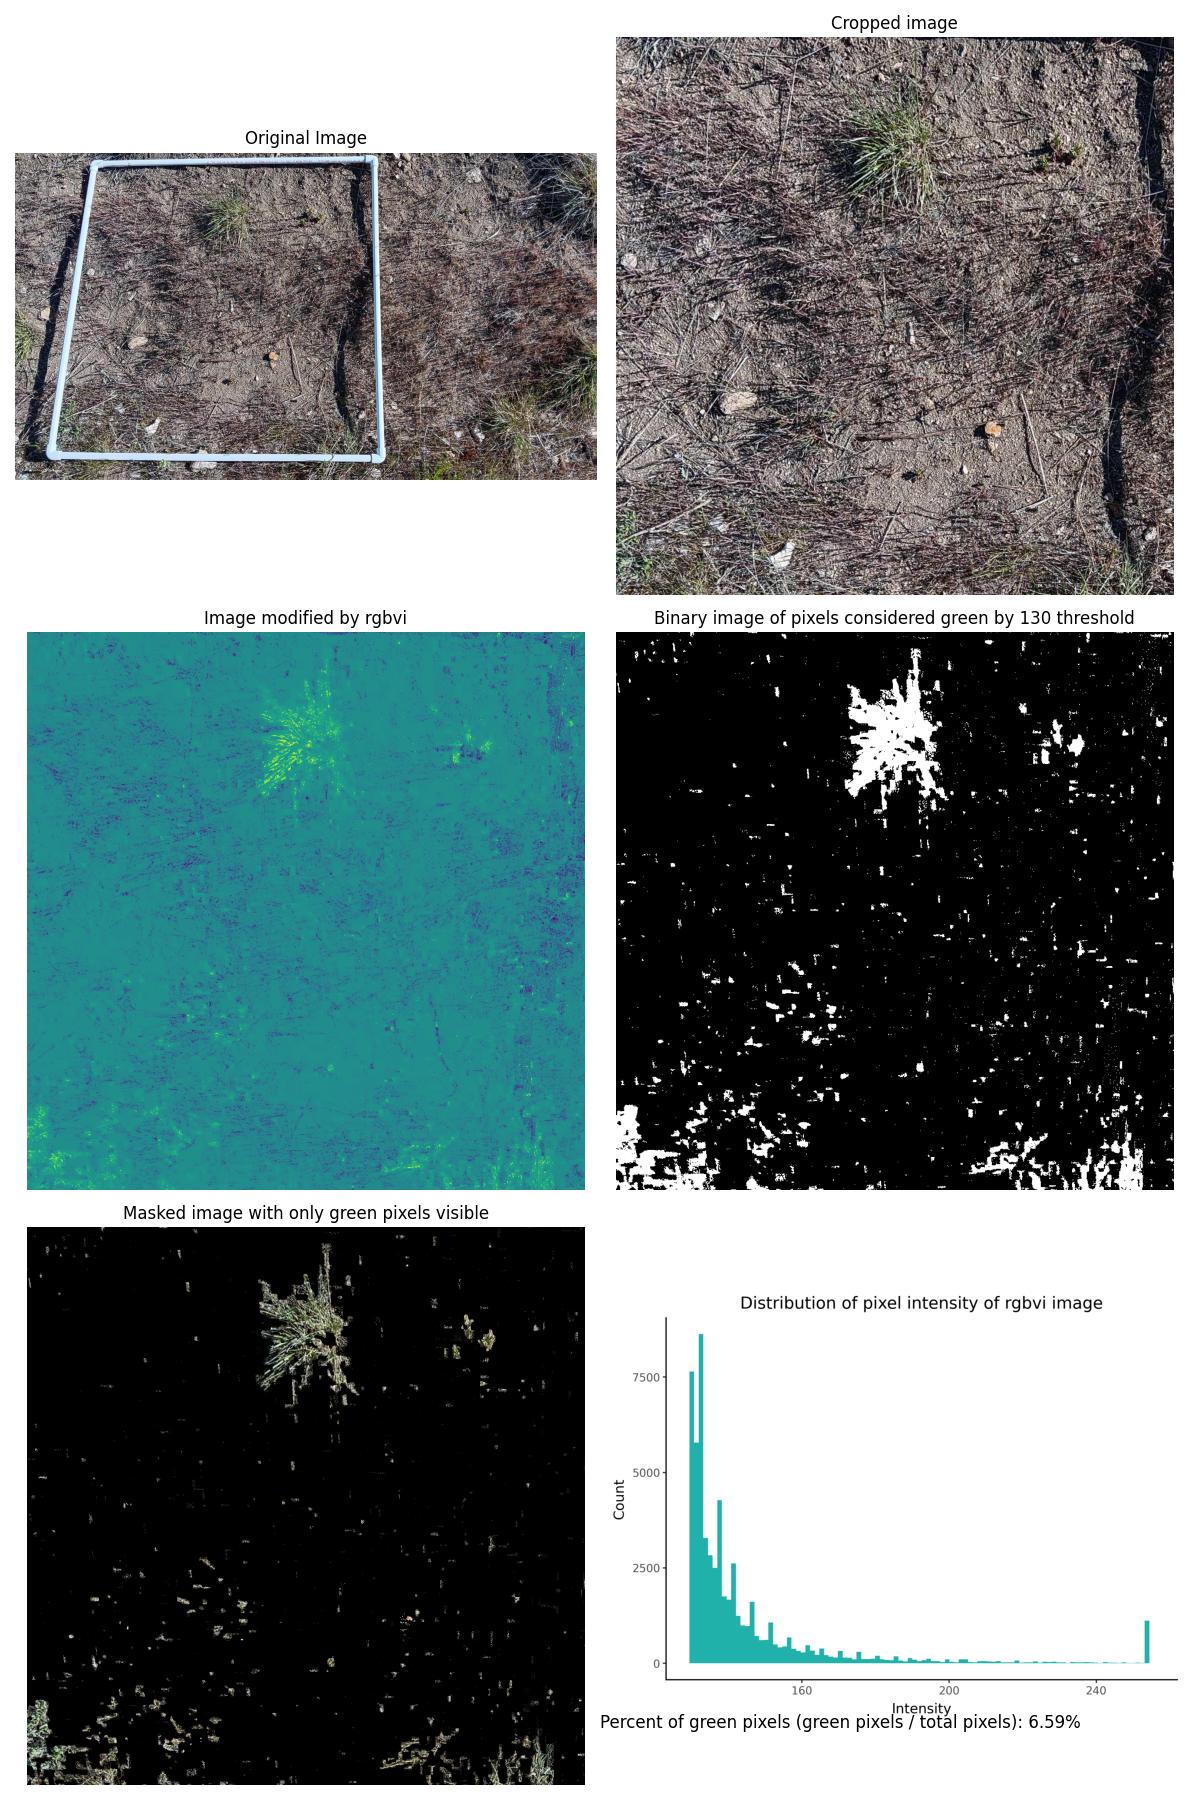 Original Image
Cropped image
Image modified by rgbvi
Binary image of pixels considered green by 130 threshold
Masked image with only green pixels visible
Distribution of pixel intensity of rgbvi image
Count
7500
5000
2500
0
160
200
240
Intensity
Percent of green pixels (green pixels / total pixels): 6.59%